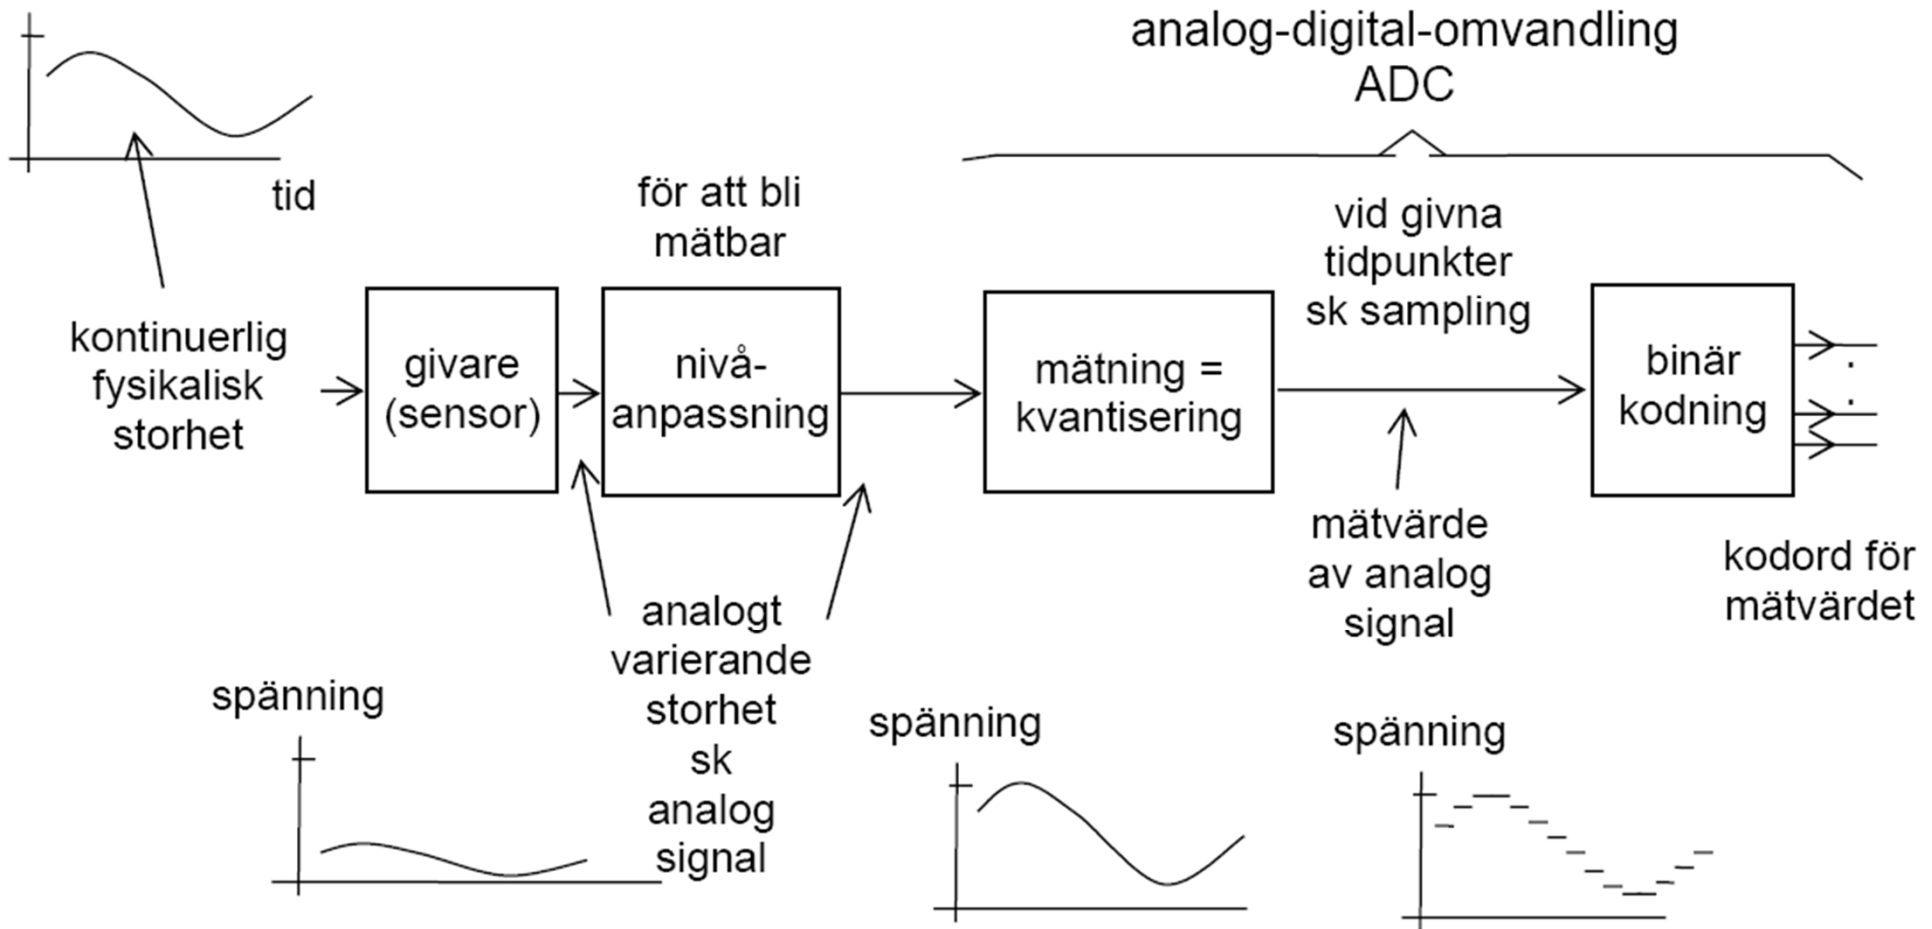 analog-digital-omvandling
ADC
tid
för att bli
mätbar
vid givna
tidpunkter
sk sampling
kontinuerlig
fysikalisk
storhet
givare
(sensor)
nivå-
anpassning
mätning =
kvantisering
binär
kodning
.
.
mätvärde
av analog
signal
kodord för
mätvärdet
analogt
varierande
storhet
sk
analog
signal
spänning
spänning
spänning